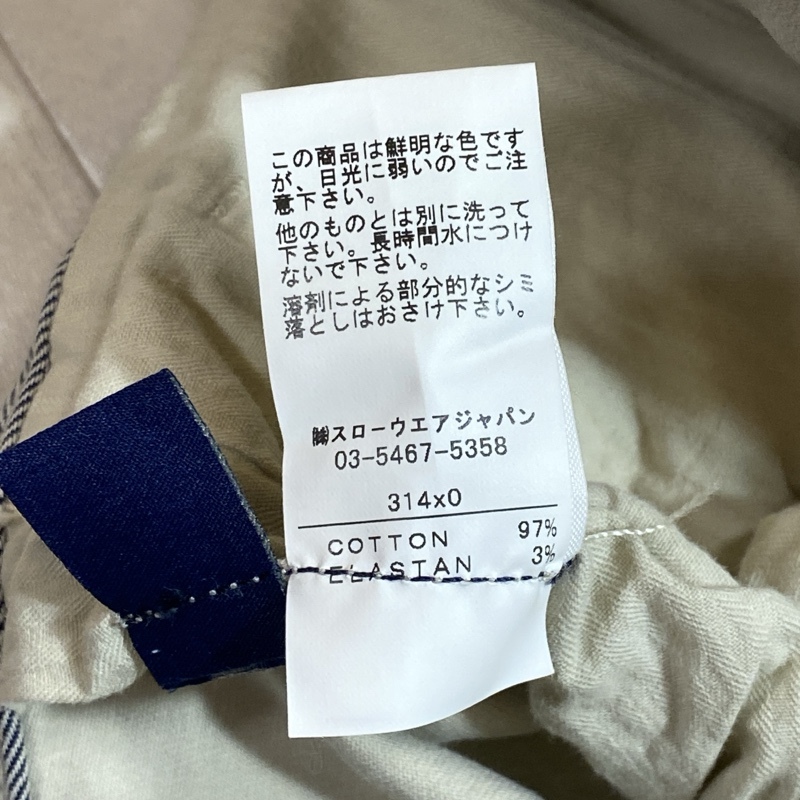 この商品は鮮明な色です
が、日光に弱いのでご注
意下さい。
他のものとは別に洗って
下さい。長時間水につけ
ないで下さい。
溶剤による部分的なシミ
落としはおさけ下さい。
㈱スローウエアジャパン
03-5467-5358
314x0
COTTON 97%
ELASTAN 3%